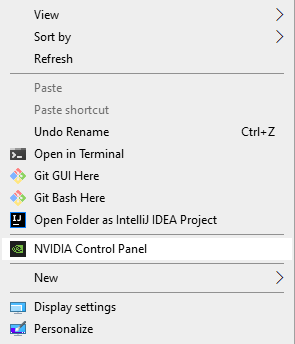 View
Sort by
Refresh
Paste
Paste shortcut
Undo Rename Ctrl+Z
Open in Terminal
Git GUI Here
Git Bash Here
Open Folder as IntelliJ IDEA Project
NVIDIA Control Panel
New
Display settings
Personalize